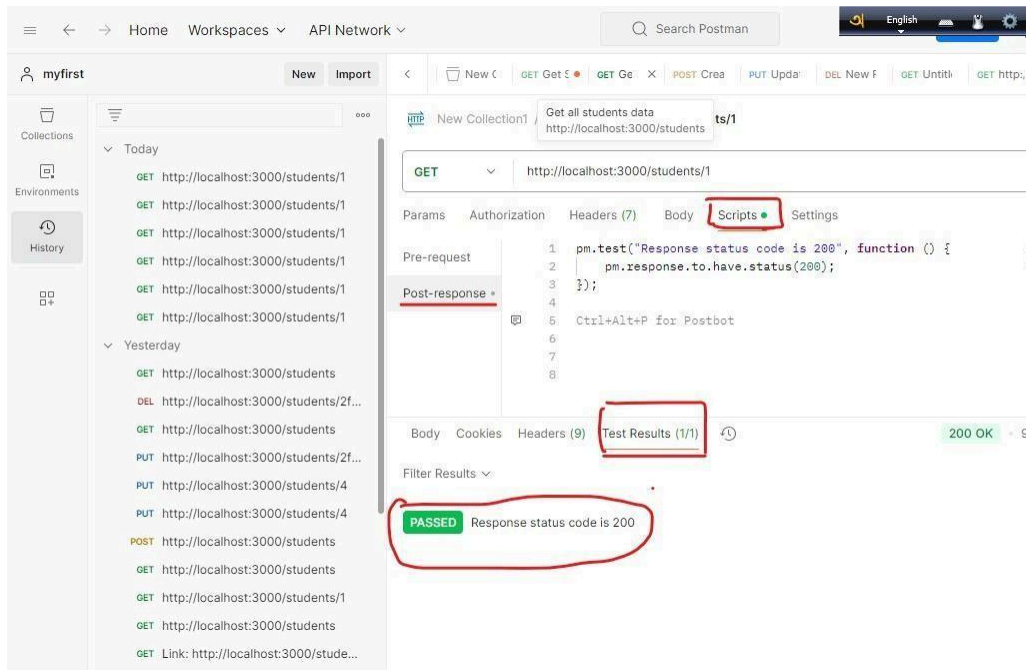 Home Workspaces API Network Search Postman অ English
myfirst New Import New C GET Get S GET Ge POST Crea PUT Updat DEL New F GET Untitle GET http:
Collections
Environments
History
Today
GET http://localhost:3000/students/1
GET http://localhost:3000/students/1
GET http://localhost:3000/students/1
GET http://localhost:3000/students/1
GET http://localhost:3000/students/1
GET http://localhost:3000/students/1
Yesterday
GET http://localhost:3000/students
DEL http://localhost:3000/students/2f...
GET http://localhost:3000/students
PUT http://localhost:3000/students/2f...
PUT http://localhost:3000/students/4
PUT http://localhost:3000/students/4
POST http://localhost:3000/students
GET http://localhost:3000/students
GET http://localhost:3000/students/1
GET http://localhost:3000/students
GET Link: http://localhost:3000/stude...
HTTP New Collection1 / ts/1
Get all students data
http://localhost:3000/students
GET http://localhost:3000/students/1
Params Authorization Headers (7) Body Scripts Settings
Pre-request
Post-response
1 pm.test("Response status code is 200", function () {
2 pm.response.to.have.status(200);
3 });
4
5 Ctrl+Alt+P for Postbot
6
7
8
Body Cookies Headers (9) Test Results (1/1) 200 OK
Filter Results
PASSED Response status code is 200